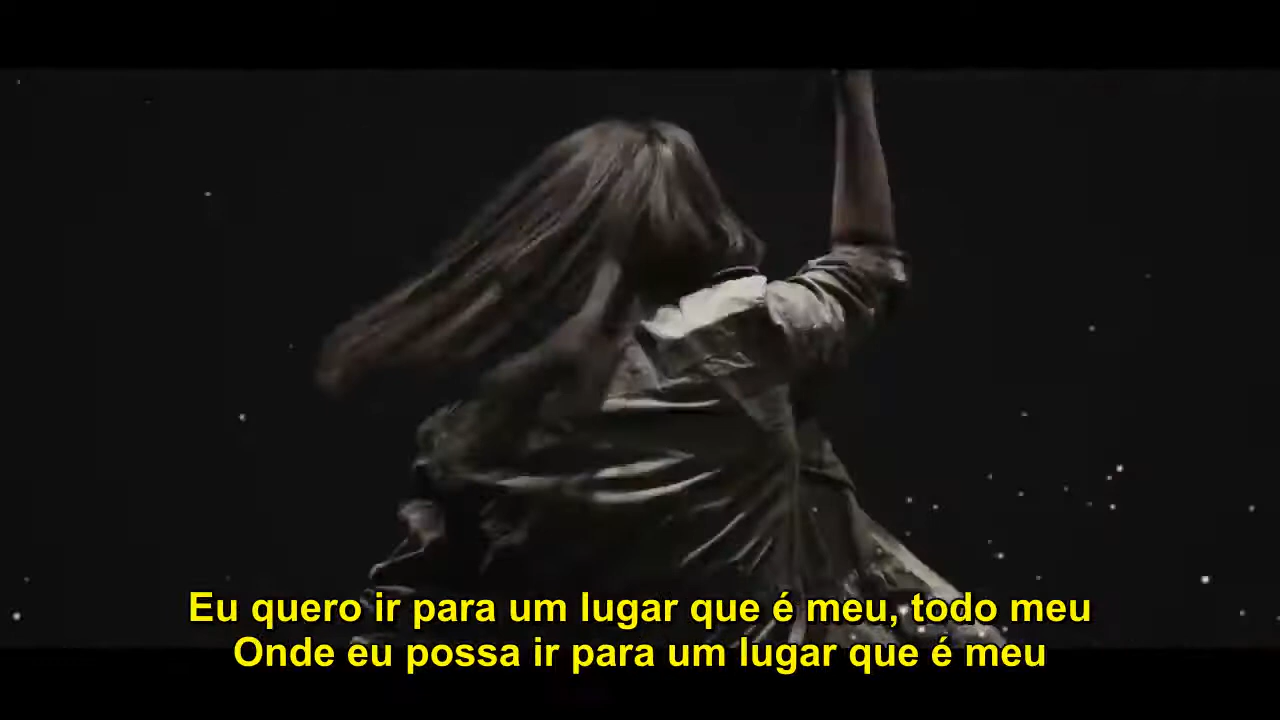 Eu quero ir para um lugar que é meu, todo meu
Onde eu possa ir para um lugar que é meu